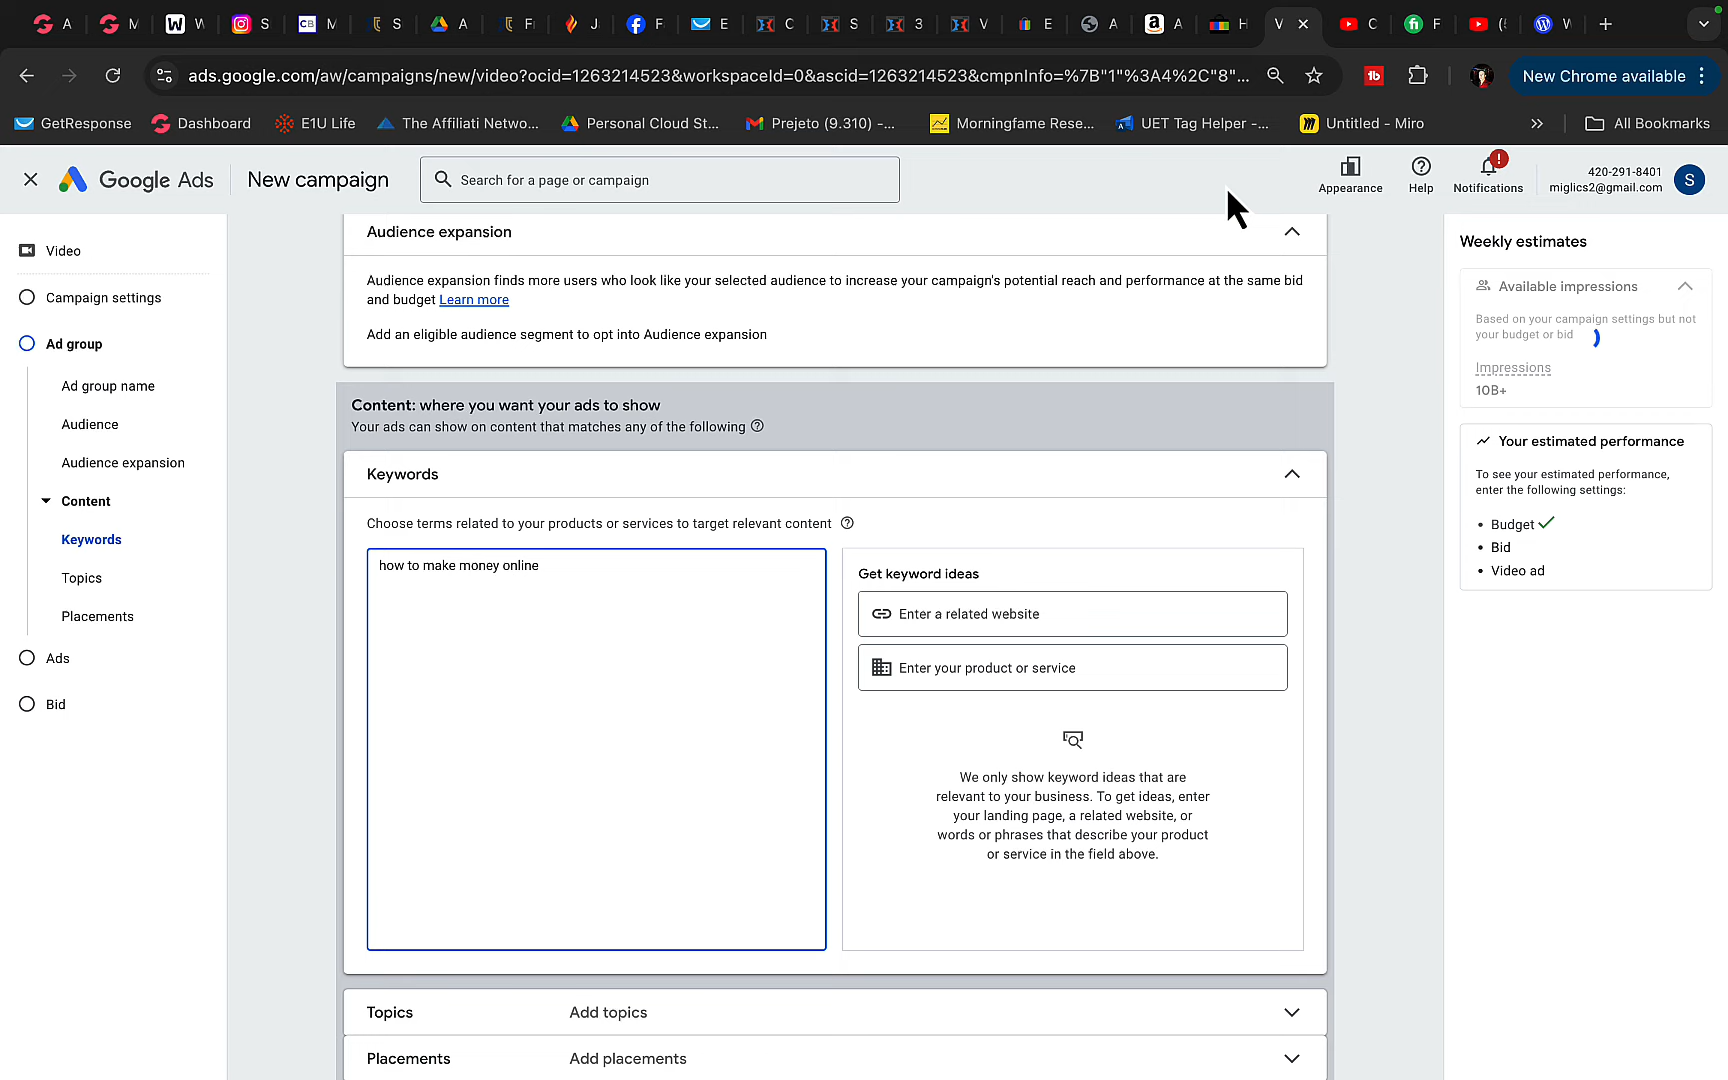 A
M
W
S
M
S
A
F
J
F
E
C
S
3
V
E
A
A
H
V
C
F
(5
W
ads.google.com/aw/campaigns/new/video?ocid=1263214523&workspaceId=0&ascid=1263214523&cmpnInfo=%7B"1"%3A4%2C"8"...
New Chrome available
GetResponse
Dashboard
E1U Life
The Affiliati Netwo...
Personal Cloud St...
Prejeto (9.310) -...
Morningfame Rese...
UET Tag Helper -...
Untitled - Miro
All Bookmarks
Google Ads
New campaign
Search for a page or campaign
Appearance
Help
Notifications
420-291-8401
miglics2@gmail.com
S
Video
Campaign settings
Ad group
Ad group name
Audience
Audience expansion
Content
Keywords
Topics
Placements
Ads
Bid
Audience expansion
Audience expansion finds more users who look like your selected audience to increase your campaign's potential reach and performance at the same bid
and budget Learn more
Add an eligible audience segment to opt into Audience expansion
Content: where you want your ads to show
Your ads can show on content that matches any of the following
Keywords
Choose terms related to your products or services to target relevant content
how to make money online
Get keyword ideas
Enter a related website
Enter your product or service
We only show keyword ideas that are
relevant to your business. To get ideas, enter
your landing page, a related website, or
words or phrases that describe your product
or service in the field above.
Topics
Add topics
Placements
Add placements
Weekly estimates
Available impressions
Based on your campaign settings but not
your budget or bid
Impressions
10B+
Your estimated performance
To see your estimated performance,
enter the following settings:
• Budget
• Bid
• Video ad